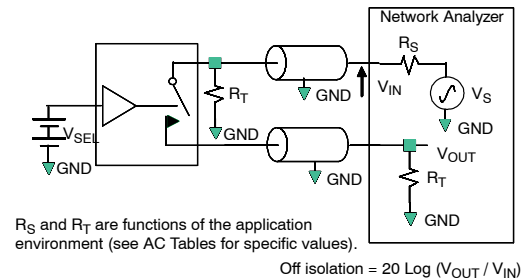 Network Analyzer
R_S
V_IN
GND
V_S
GND
R_T
GND
V_SEL
GND
GND
V_OUT
R_T
GND
R_S and R_T are functions of the application
environment (see AC Tables for specific values).
Off isolation = 20 Log (V_OUT / V_IN)